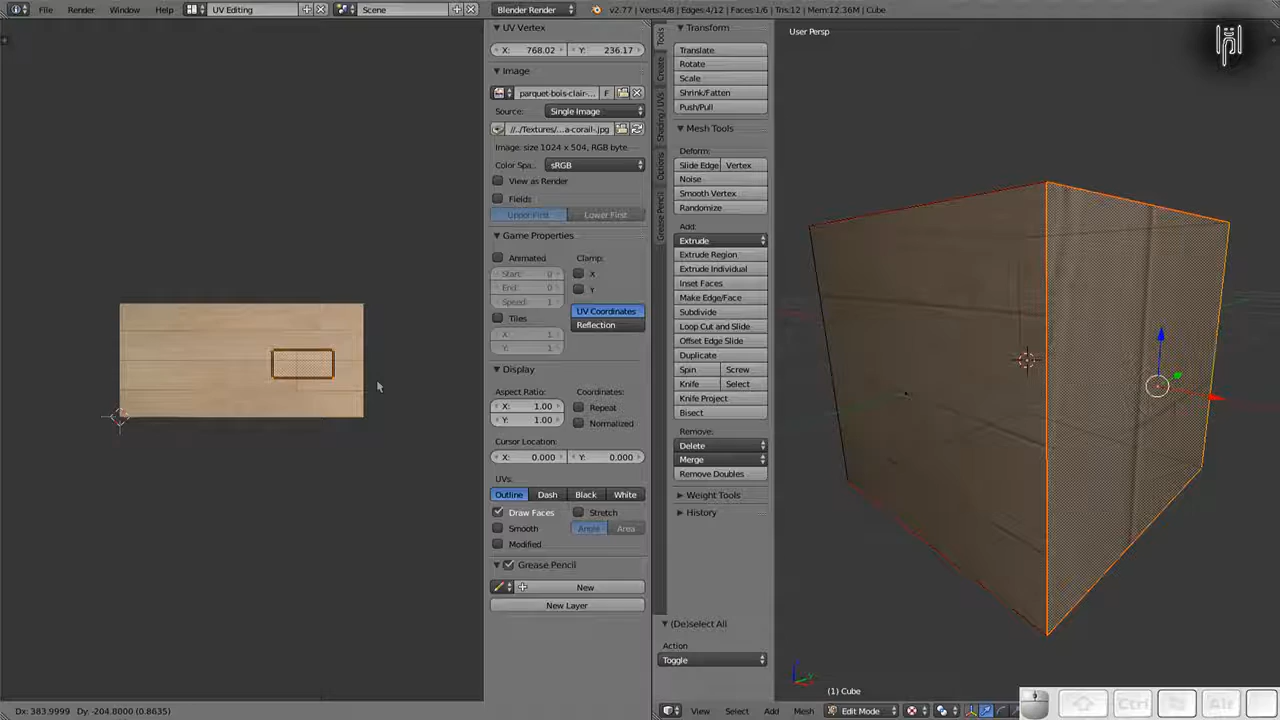 File Render Window Help UV Editing Scene Blender Render v2.77 | Verts:4/8 | Edges:4/12 | Faces:1/6 | Tris:12 | Mem:12.36M | Cube
UV Vertex
X: 768.02 Y: 236.17
Image
parquet-bois-clair-... F
Source: Single Image
//../Textures/...a-corail-.jpg
Image: size 1024 x 504, RGB byte
Color Spa.. sRGB
View as Render
Fields
Upper First Lower First
Game Properties
Animated Clamp:
Start: 0 X
End: 0 Y
Speed: 1
UV Coordinates
Tiles Reflection
X: 1
Y: 1
Display
Aspect Ratio: Coordinates:
X: 1.00 Repeat
Y: 1.00 Normalized
Cursor Location:
X: 0.000 Y: 0.000
UVs:
Outline Dash Black White
Draw Faces Stretch
Smooth Angle Area
Modified
Grease Pencil
New
New Layer
Tools
Create
Shading / UVs
Options
Grease Pencil
Transform
Translate
Rotate
Scale
Shrink/Fatten
Push/Pull
Mesh Tools
Deform:
Slide Edge Vertex
Noise
Smooth Vertex
Randomize
Add:
Extrude
Extrude Region
Extrude Individual
Inset Faces
Make Edge/Face
Subdivide
Loop Cut and Slide
Offset Edge Slide
Duplicate
Spin Screw
Knife Select
Knife Project
Bisect
Remove:
Delete
Merge
Remove Doubles
Weight Tools
History
(De)select All
Action
Toggle
User Persp
(1) Cube
Dx: 383.9999 Dy: -204.8000 (0.8635)
View Select Add Mesh Edit Mode
Ctrl Alt